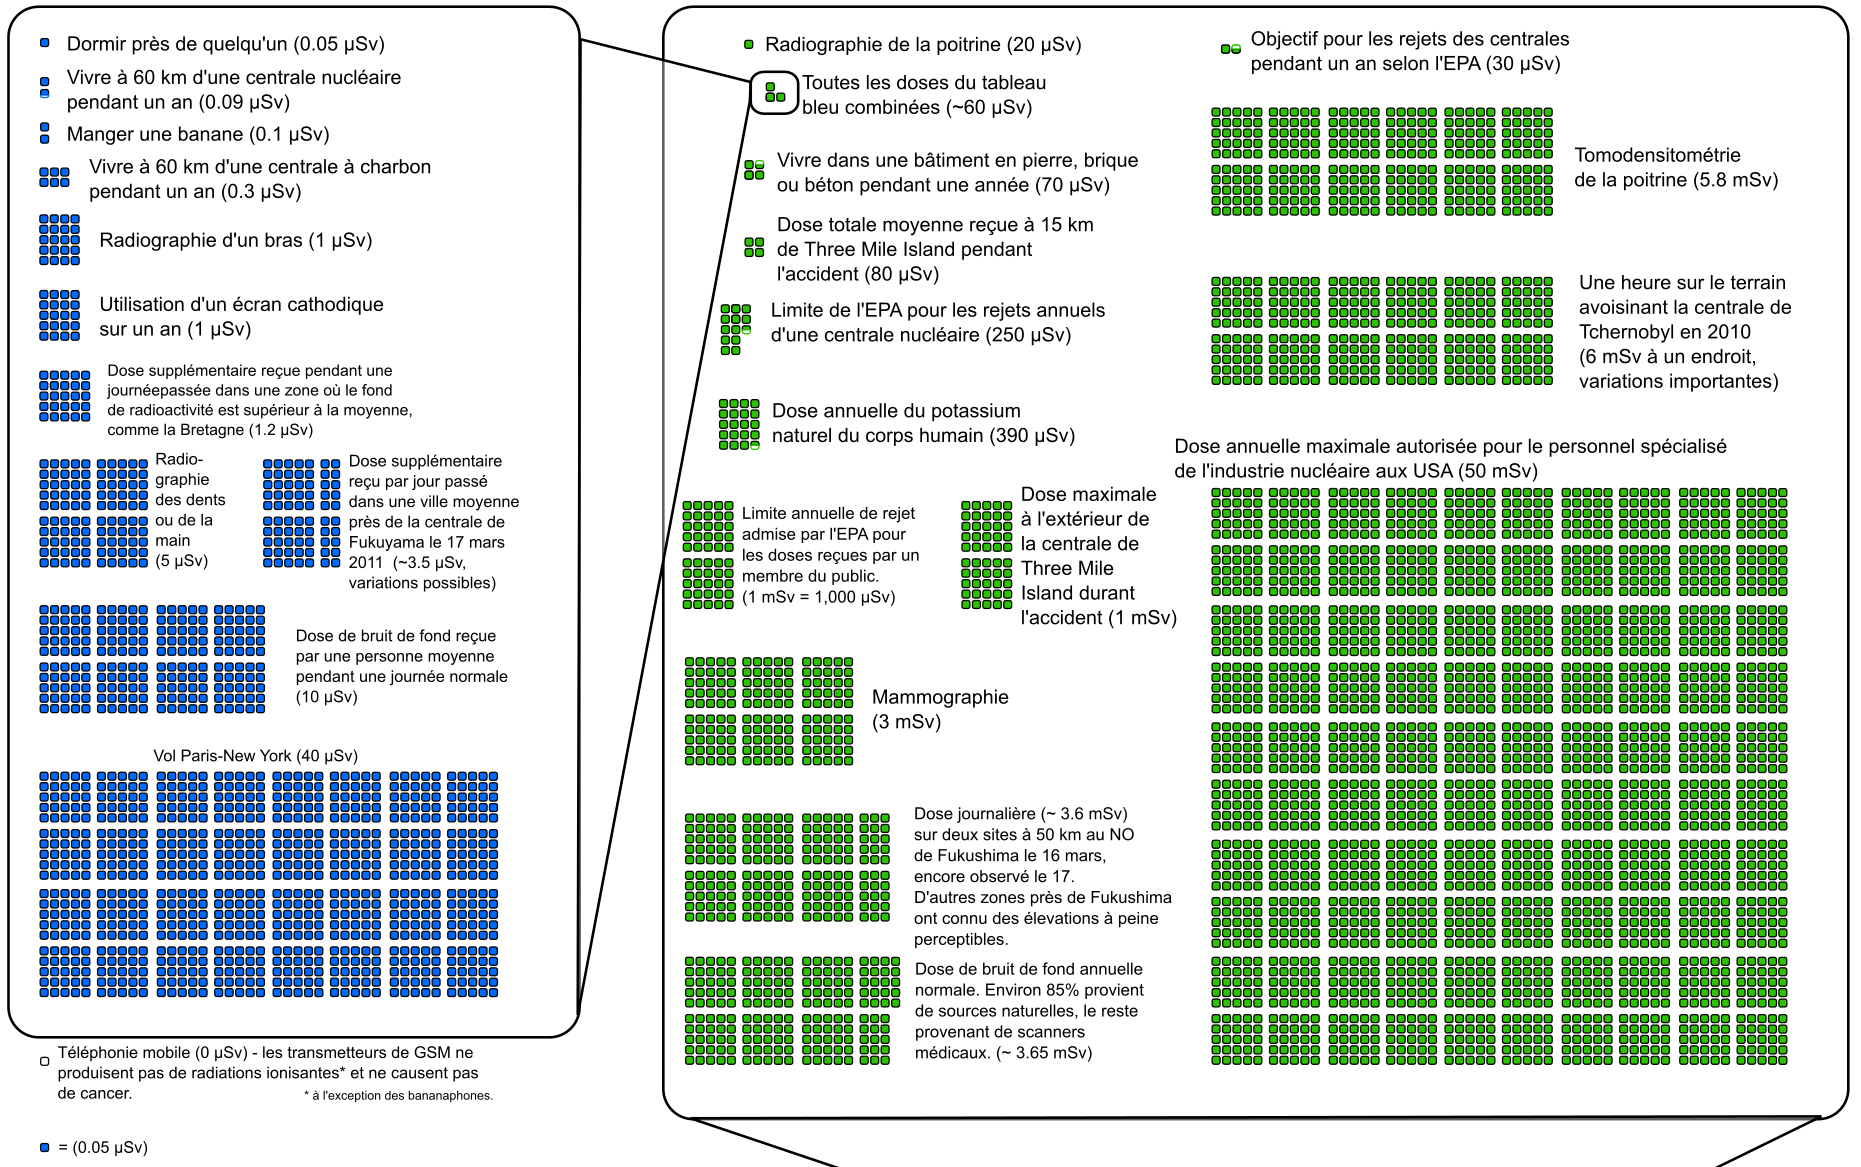 Dormir près de quelqu'un (0.05 µSv)
Vivre à 60 km d'une centrale nucléaire
pendant un an (0.09 µSv)
Manger une banane (0.1 µSv)
Vivre à 60 km d'une centrale à charbon
pendant un an (0.3 µSv)
Radiographie d'un bras (1 µSv)
Utilisation d'un écran cathodique
sur un an (1 µSv)
Dose supplémentaire reçue pendant une
journéepassée dans une zone où le fond
de radioactivité est supérieur à la moyenne,
comme la Bretagne (1.2 µSv)
Radio-
graphie
des dents
ou de la
main
(5 µSv)
Dose supplémentaire
reçu par jour passé
dans une ville moyenne
près de la centrale de
Fukuyama le 17 mars
2011  (~3.5 µSv,
variations possibles)
Dose de bruit de fond reçue
par une personne moyenne
pendant une journée normale
(10 µSv)
Vol Paris-New York (40 µSv)
Téléphonie mobile (0 µSv) - les transmetteurs de GSM ne
produisent pas de radiations ionisantes* et ne causent pas
de cancer.
* à l'exception des bananaphones.
= (0.05 µSv)
Radiographie de la poitrine (20 µSv)
Toutes les doses du tableau
bleu combinées (~60 µSv)
Vivre dans une bâtiment en pierre, brique
ou béton pendant une année (70 µSv)
Dose totale moyenne reçue à 15 km
de Three Mile Island pendant
l'accident (80 µSv)
Limite de l'EPA pour les rejets annuels
d'une centrale nucléaire (250 µSv)
Dose annuelle du potassium
naturel du corps humain (390 µSv)
Limite annuelle de rejet
admise par l'EPA pour
les doses reçues par un
membre du public.
(1 mSv = 1,000 µSv)
Dose maximale
à l'extérieur de
la centrale de
Three Mile
Island durant
l'accident (1 mSv)
Mammographie
(3 mSv)
Dose journalière (~ 3.6 mSv)
sur deux sites à 50 km au NO
de Fukushima le 16 mars,
encore observé le 17.
D'autres zones près de Fukushima
ont connu des élevations à peine
perceptibles.
Dose de bruit de fond annuelle
normale. Environ 85% provient
de sources naturelles, le reste
provenant de scanners
médicaux. (~ 3.65 mSv)
Objectif pour les rejets des centrales
pendant un an selon l'EPA (30 µSv)
Tomodensitométrie
de la poitrine (5.8 mSv)
Une heure sur le terrain
avoisinant la centrale de
Tchernobyl en 2010
(6 mSv à un endroit,
variations importantes)
Dose annuelle maximale autorisée pour le personnel spécialisé
de l'industrie nucléaire aux USA (50 mSv)